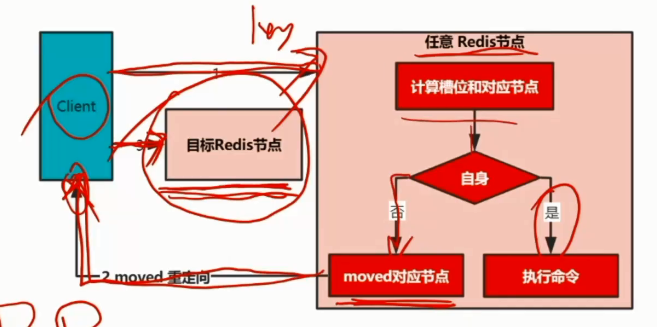 key
任意 Redis节点
1
计算槽位和对应节点
Client
3
目标Redis节点
自身
否
是
2 moved 重定向
moved对应节点
执行命令